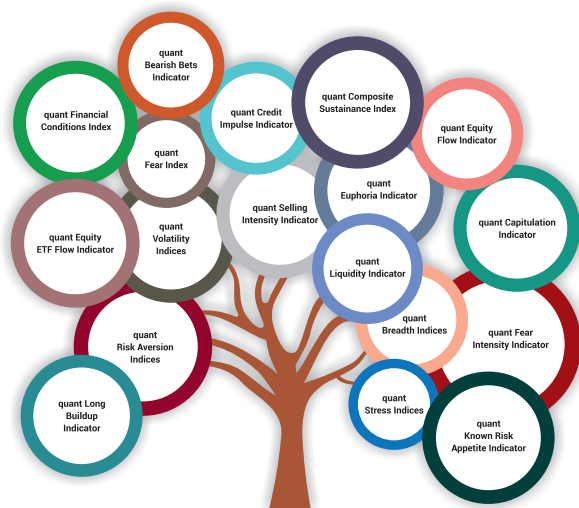 quant
Bearish Bets
Indicator
quant Financial
Conditions Index
quant Credit
Impulse Indicator
quant Composite
Sustanance Index
quant Equity
Flow Indicator
quant
Fear Index
quant Equity
ETF Flow Indicator
quant
Volatility
Indices
quant Selling
Intensity Indicator
quant
Euphoria Indicator
quant Capitulation
Indicator
quant
Liquidity Indicator
quant
Risk Aversion
Indices
quant
Breadth Indices
quant Fear
Intensity Indicator
quant Long
Buildup
Indicator
quant
Stress Indices
quant
Known Risk
Appetite Indicator